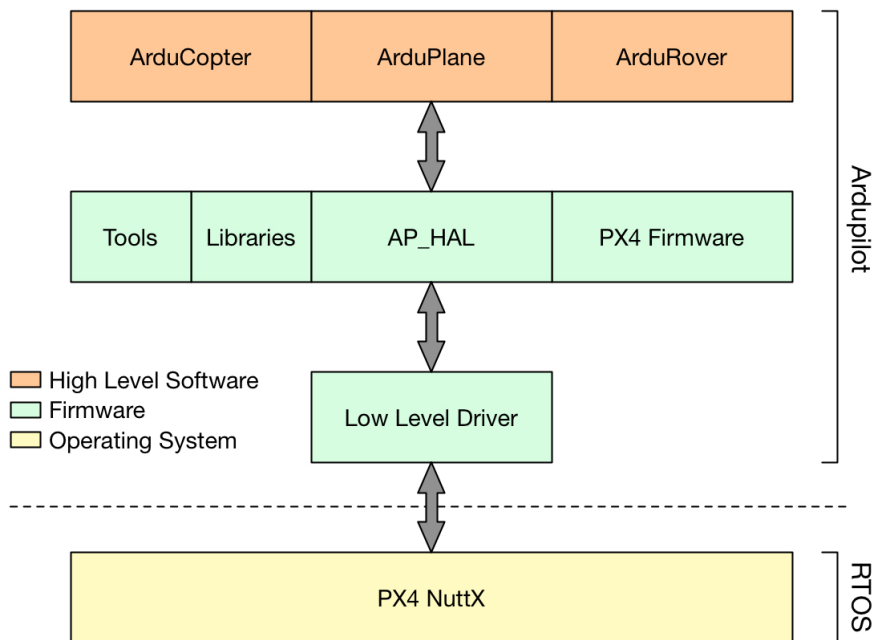 ArduCopter
ArduPlane
ArduRover
Ardupilot
Tools
Libraries
AP_HAL
PX4 Firmware
Low Level Driver
High Level Software
Firmware
Operating System
PX4 NuttX
RTOS